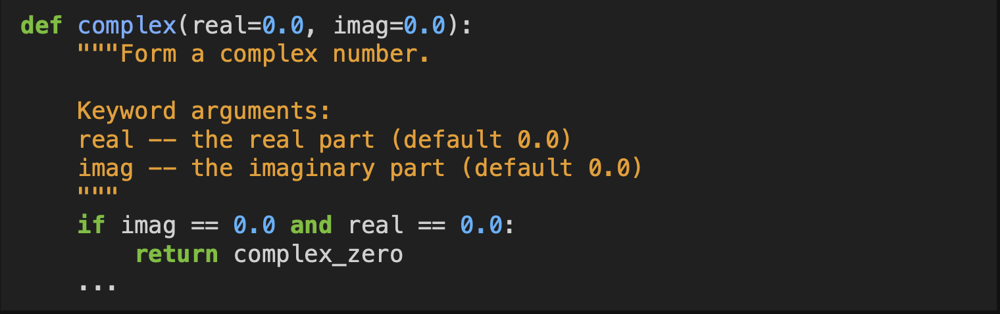 def complex(real=0.0, imag=0.0):
    """Form a complex number.

    Keyword arguments:
    real -- the real part (default 0.0)
    imag -- the imaginary part (default 0.0)
    """
    if imag == 0.0 and real == 0.0:
        return complex_zero
    ...